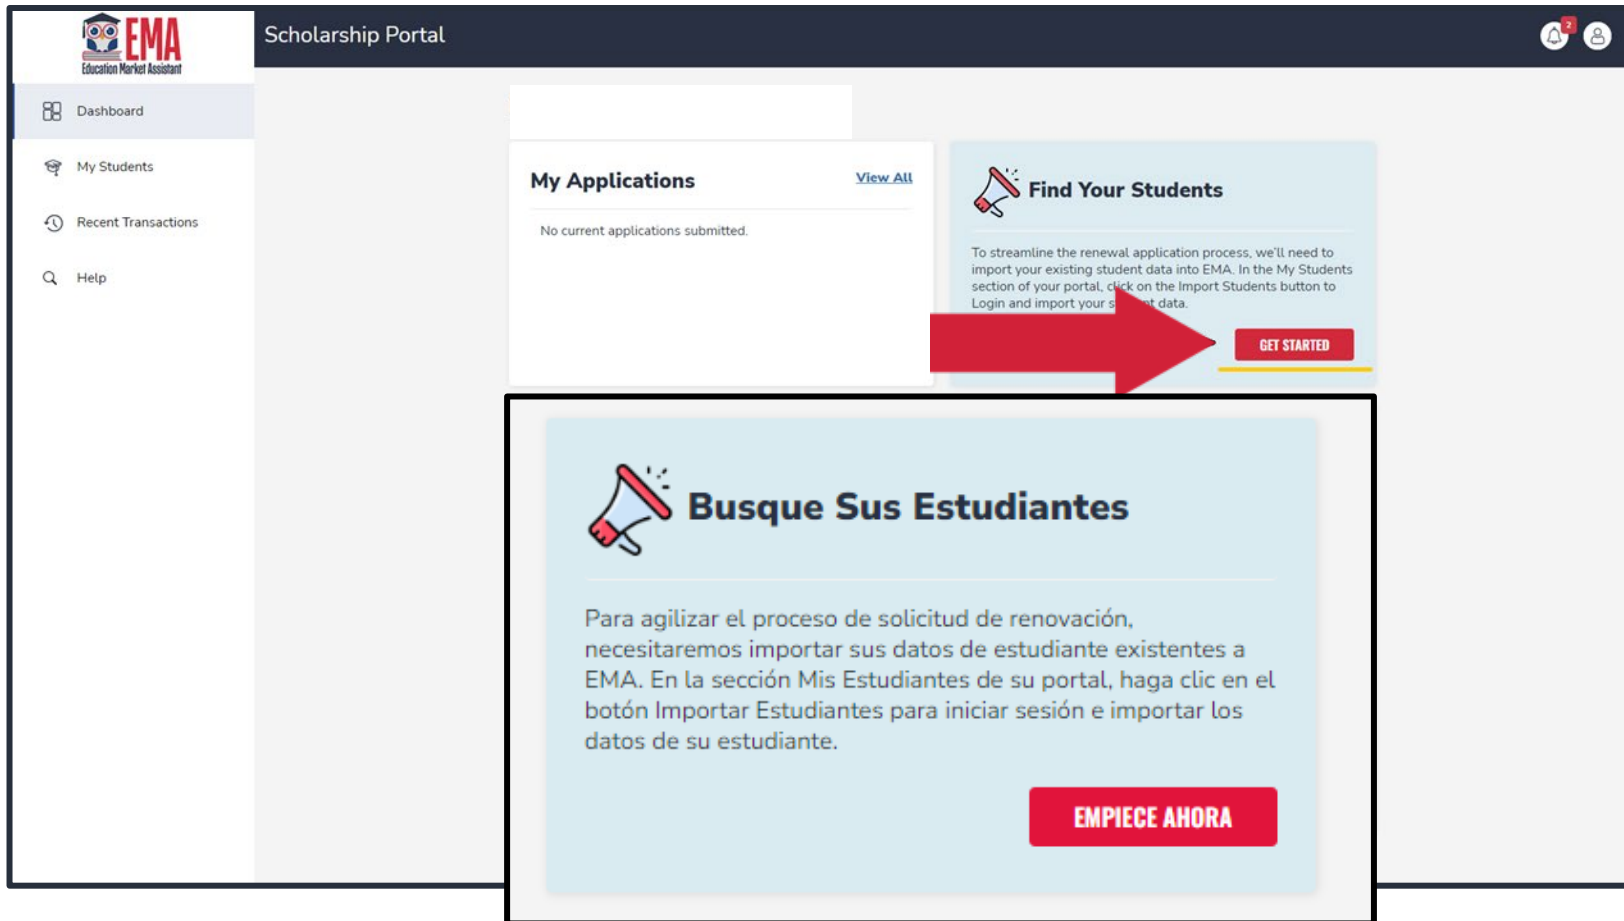 EMA
Education Market Assistant
Scholarship Portal
2
Dashboard
My Students
Recent Transactions
Help
My Applications
View All
No current applications submitted.
Find Your Students
To streamline the renewal application process, we'll need to
import your existing student data into EMA. In the My Students
section of your portal, click on the Import Students button to
Login and import your student data.
GET STARTED
Busque Sus Estudiantes
Para agilizar el proceso de solicitud de renovación,
necesitaremos importar sus datos de estudiante existentes a
EMA. En la sección Mis Estudiantes de su portal, haga clic en el
botón Importar Estudiantes para iniciar sesión e importar los
datos de su estudiante.
EMPIECE AHORA